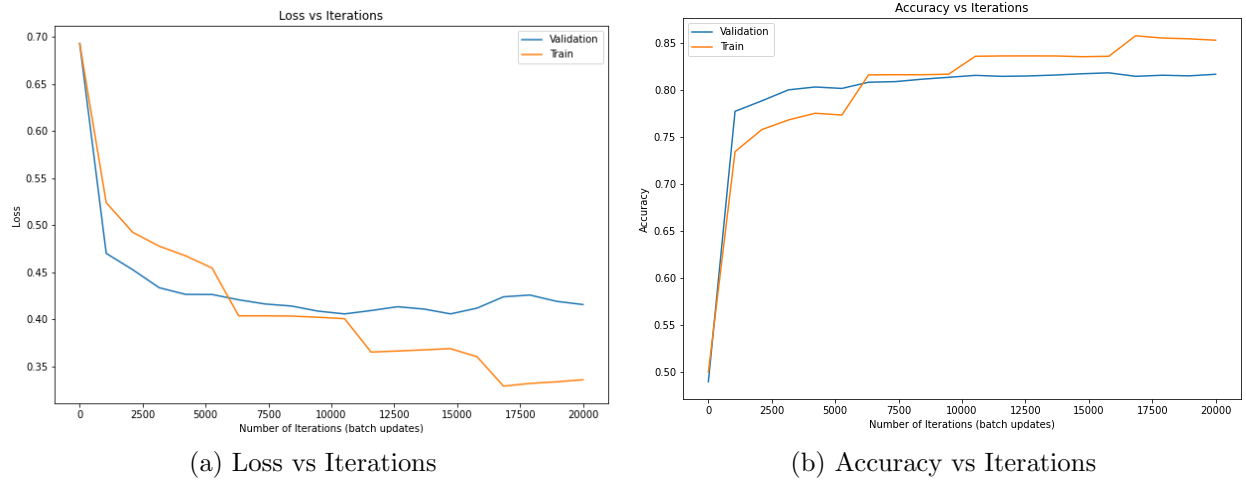 Loss vs Iterations
Validation
Train
0.70
0.65
0.60
0.55
0.50
0.45
0.40
0.35
Loss
0 2500 5000 7500 10000 12500 15000 17500 20000
Number of Iterations (batch updates)
(a) Loss vs Iterations
Accuracy vs Iterations
Validation
Train
0.85
0.80
0.75
0.70
0.65
0.60
0.55
0.50
Accuracy
0 2500 5000 7500 10000 12500 15000 17500 20000
Number of Iterations (batch updates)
(b) Accuracy vs Iterations